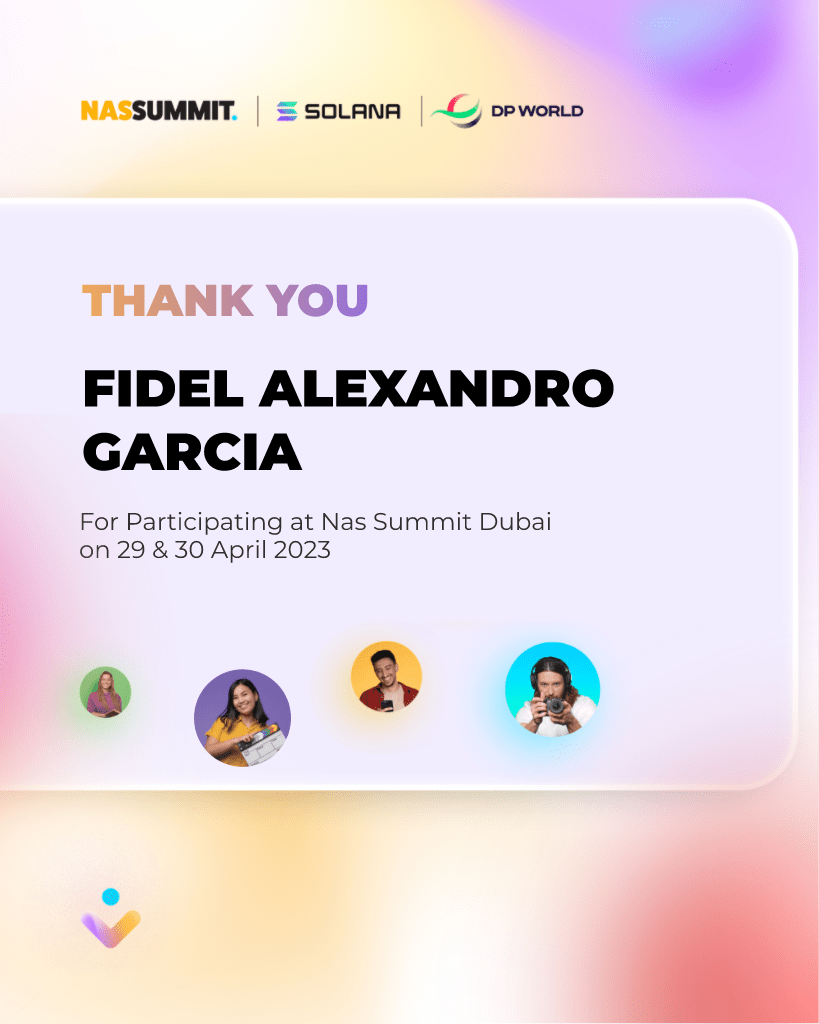 NASSUMMIT. SOLANA DP WORLD
THANK YOU
FIDEL ALEXANDRO
GARCIA
For Participating at Nas Summit Dubai
on 29 & 30 April 2023